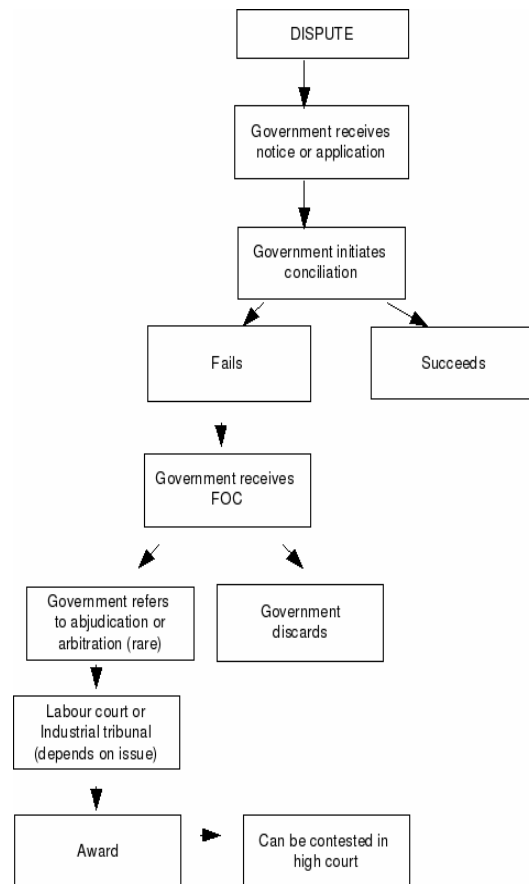 DISPUTE
Government receives
notice or application
Government initiates
conciliation
Fails
Succeeds
Government receives
FOC
Government refers
to abjudication or
arbitration (rare)
Government
discards
Labour court or
Industrial tribunal
(depends on issue)
Award
Can be contested in
high court